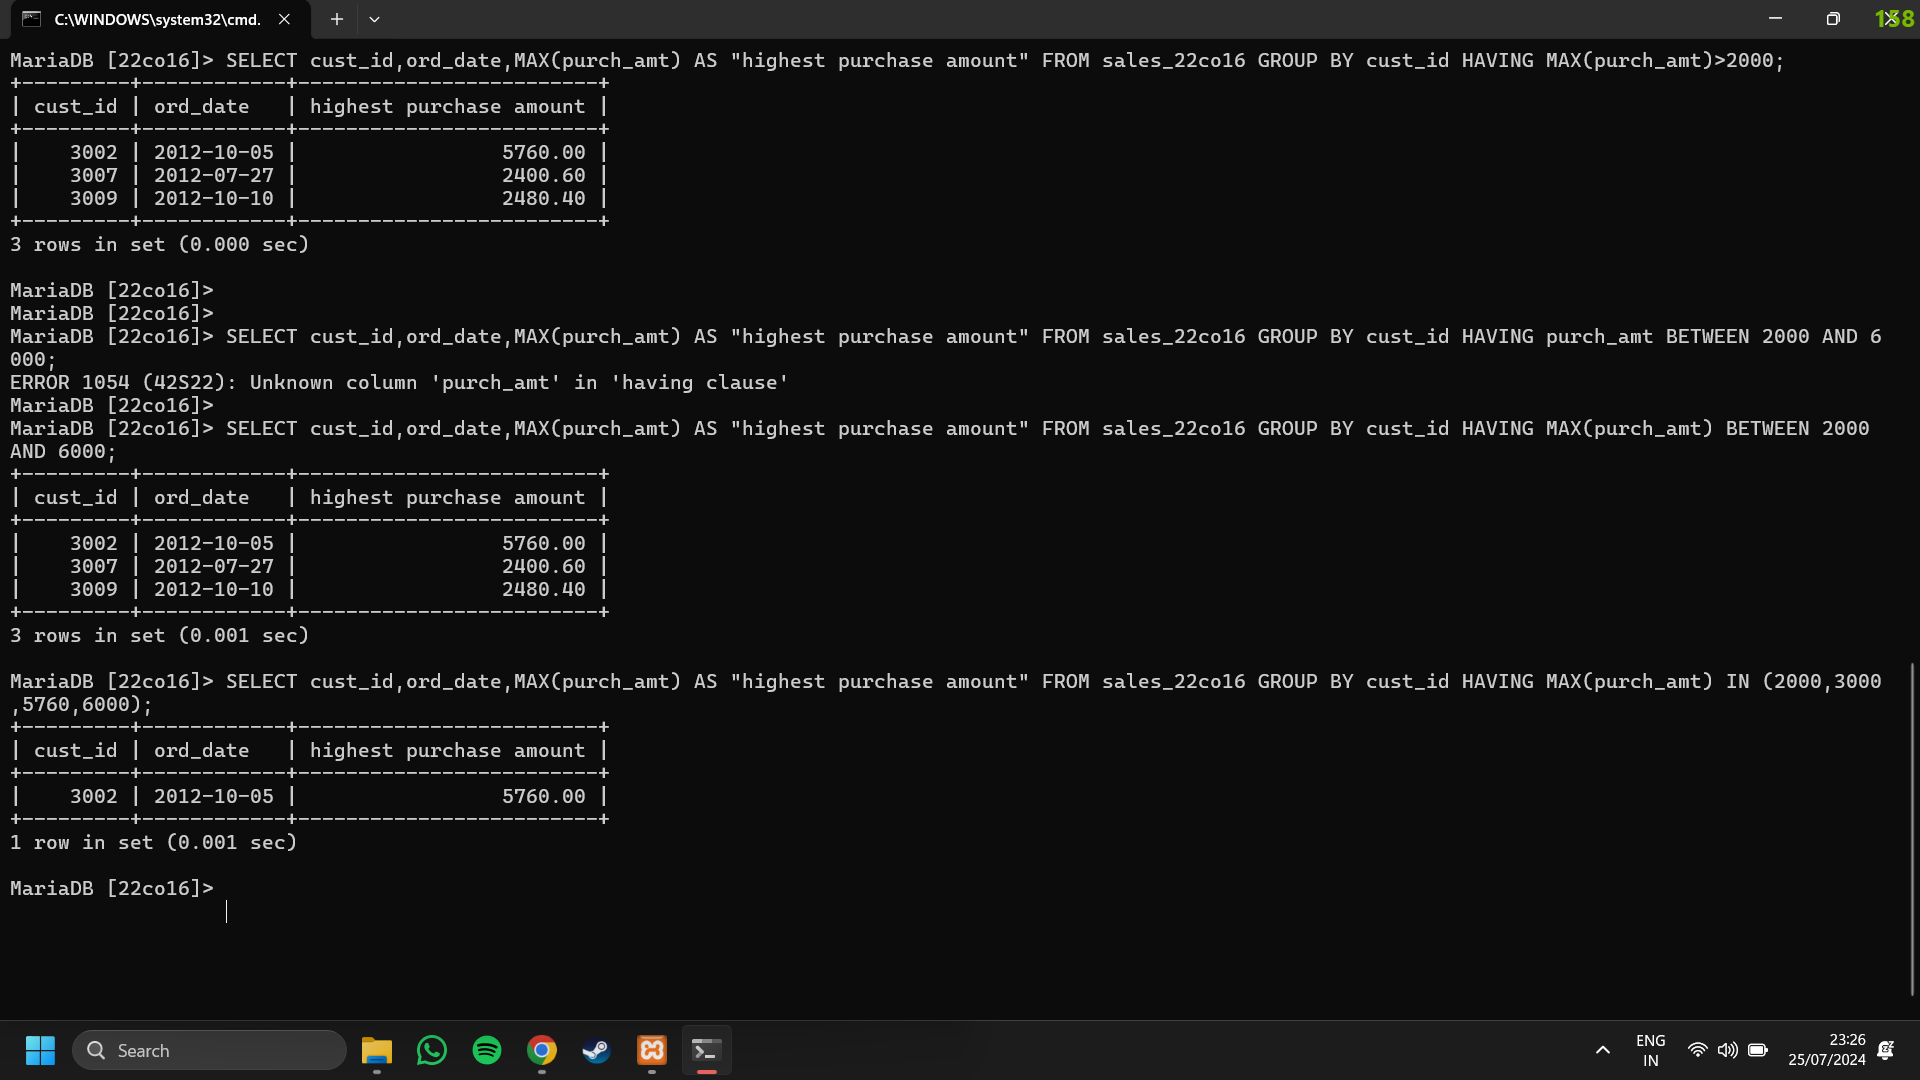 C:\WINDOWS\system32\cmd.
158
MariaDB [22co16]> SELECT cust_id,ord_date,MAX(purch_amt) AS "highest purchase amount" FROM sales_22co16 GROUP BY cust_id HAVING MAX(purch_amt)>2000;
+---------+------------+-------------------------+
| cust_id | ord_date   | highest purchase amount |
+---------+------------+-------------------------+
|    3002 | 2012-10-05 |                 5760.00 |
|    3007 | 2012-07-27 |                 2400.60 |
|    3009 | 2012-10-10 |                 2480.40 |
+---------+------------+-------------------------+
3 rows in set (0.000 sec)
MariaDB [22co16]>
MariaDB [22co16]>
MariaDB [22co16]> SELECT cust_id,ord_date,MAX(purch_amt) AS "highest purchase amount" FROM sales_22co16 GROUP BY cust_id HAVING purch_amt BETWEEN 2000 AND 6
000;
ERROR 1054 (42S22): Unknown column 'purch_amt' in 'having clause'
MariaDB [22co16]>
MariaDB [22co16]> SELECT cust_id,ord_date,MAX(purch_amt) AS "highest purchase amount" FROM sales_22co16 GROUP BY cust_id HAVING MAX(purch_amt) BETWEEN 2000
AND 6000;
+---------+------------+-------------------------+
| cust_id | ord_date   | highest purchase amount |
+---------+------------+-------------------------+
|    3002 | 2012-10-05 |                 5760.00 |
|    3007 | 2012-07-27 |                 2400.60 |
|    3009 | 2012-10-10 |                 2480.40 |
+---------+------------+-------------------------+
3 rows in set (0.001 sec)
MariaDB [22co16]> SELECT cust_id,ord_date,MAX(purch_amt) AS "highest purchase amount" FROM sales_22co16 GROUP BY cust_id HAVING MAX(purch_amt) IN (2000,3000
,5760,6000);
+---------+------------+-------------------------+
| cust_id | ord_date   | highest purchase amount |
+---------+------------+-------------------------+
|    3002 | 2012-10-05 |                 5760.00 |
+---------+------------+-------------------------+
1 row in set (0.001 sec)
MariaDB [22co16]>
Search
ENG
IN
23:26
25/07/2024